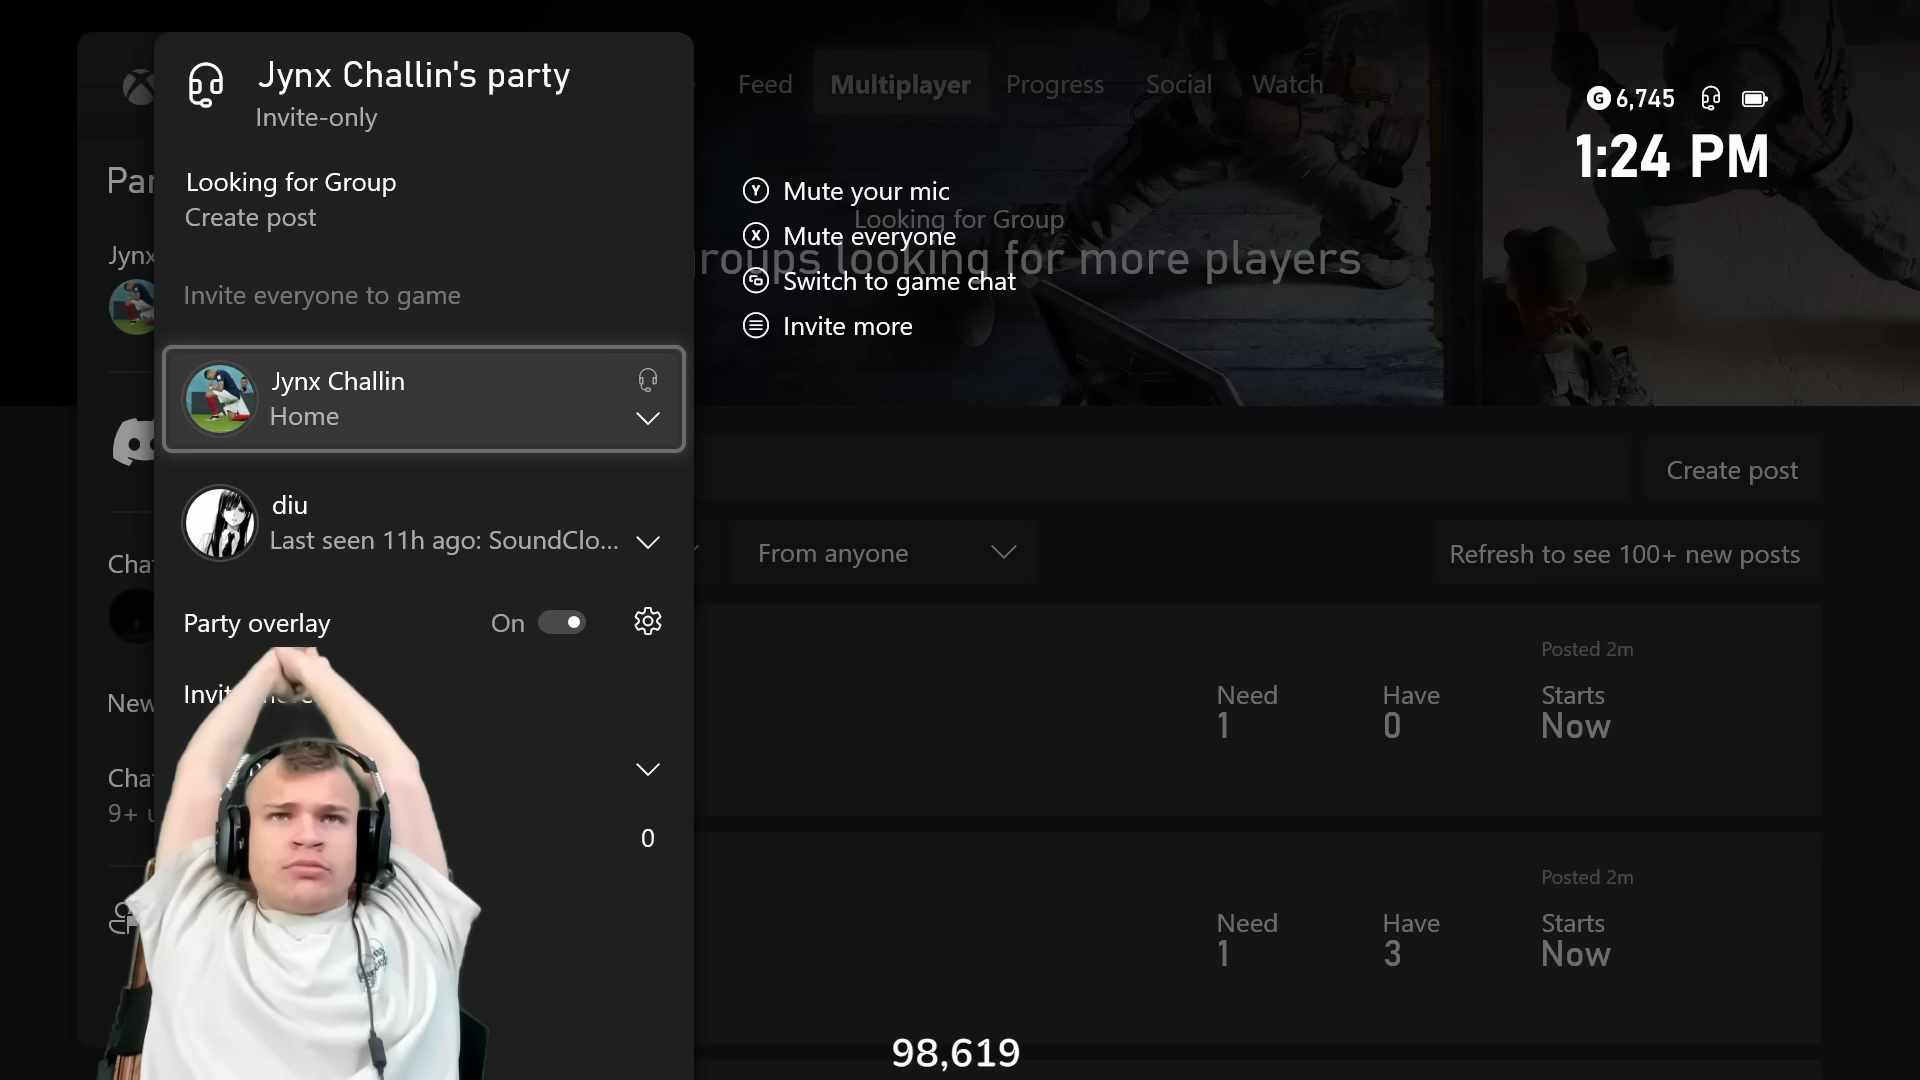 Jynx Challin's party
Invite-only
Looking for Group
Create post
Invite everyone to game
Jynx Challin
Home
diu
Last seen 11h ago: SoundClo...
Party overlay
On
0
Feed
Multiplayer
Progress
Social
Watch
G 6,745
1:24 PM
Y Mute your mic
X Mute everyone
Switch to game chat
Invite more
Looking for Group
looking for more players
Jynx
Create post
From anyone
Refresh to see 100+ new posts
Posted 2m
Need
1
Have
0
Starts
Now
Posted 2m
Need
1
Have
3
Starts
Now
New
9+
98,619